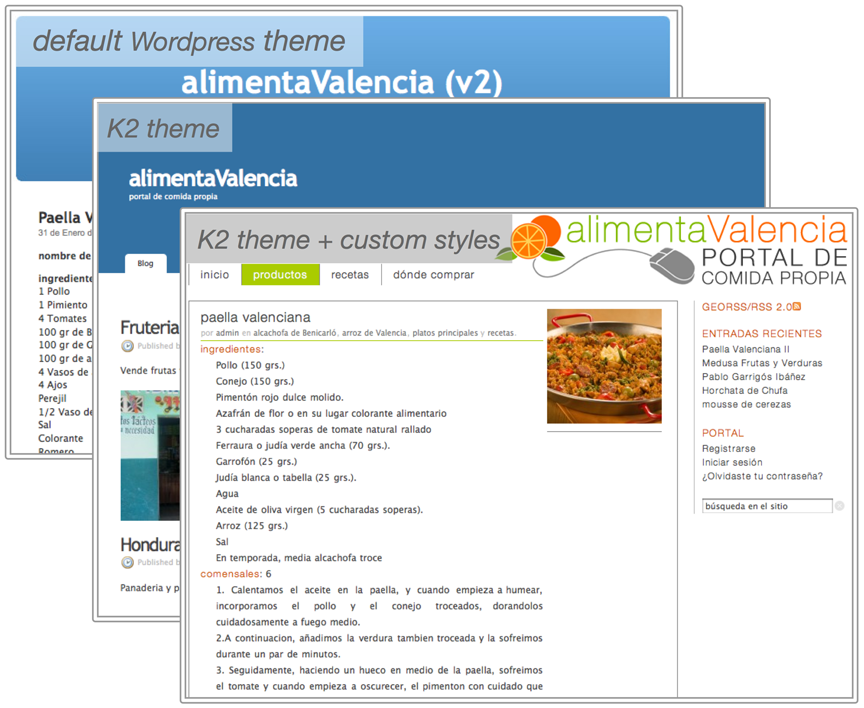 default Wordpress theme
alimentaValencia (v2)
Paella V
31 de Enero d
nombre de
ingrediente
1 Pollo
1 Pimiento
4 Tomates
100 gr de B
100 gr de
100 gr de a
4 Vasos de
4 Ajos
Perejil
1/2 Vaso de
Sal
Colorante
Romero
K2 theme
alimentaValencia
portal de comida propia
Blog
Fruteria
Published b
Vende frutas
Hondura
Published b
Panaderia y p
K2 theme + custom styles
alimentaValencia
PORTAL DE
COMIDA PROPIA
inicio productos recetas dónde comprar
paella valenciana
por admin en alcachofa de Benicarló, arroz de Valencia, platos principales y recetas.
ingredientes:
Pollo (150 grs.)
Conejo (150 grs.)
Pimentón rojo dulce molido.
Azafrán de flor o en su lugar colorante alimentario
3 cucharadas soperas de tomate natural rallado
Ferraura o judía verde ancha (70 grs.).
Garrofón (25 grs.)
Judía blanca o tabella (25 grs.).
Agua
Aceite de oliva virgen (5 cucharadas soperas).
Arroz (125 grs.)
Sal
En temporada, media alcachofa troce
comensales: 6
1. Calentamos el aceite en la paella, y cuando empieza a humear,
incorporamos el pollo y el conejo troceados, dorandolos
cuidadosamente a fuego medio.
2.A continuacion, añadimos la verdura tambien troceada y la sofreimos
durante un par de minutos.
3. Seguidamente, haciendo un hueco en medio de la paella, sofreimos
el tomate y cuando empieza a oscurecer, el pimenton con cuidado que
GEORSS/RSS 2.0
ENTRADAS RECIENTES
Paella Valenciana II
Medusa Frutas y Verduras
Pablo Garrigós Ibáñez
Horchata de Chufa
mousse de cerezas
PORTAL
Registrarse
Iniciar sesión
¿Olvidaste tu contraseña?
búsqueda en el sitio